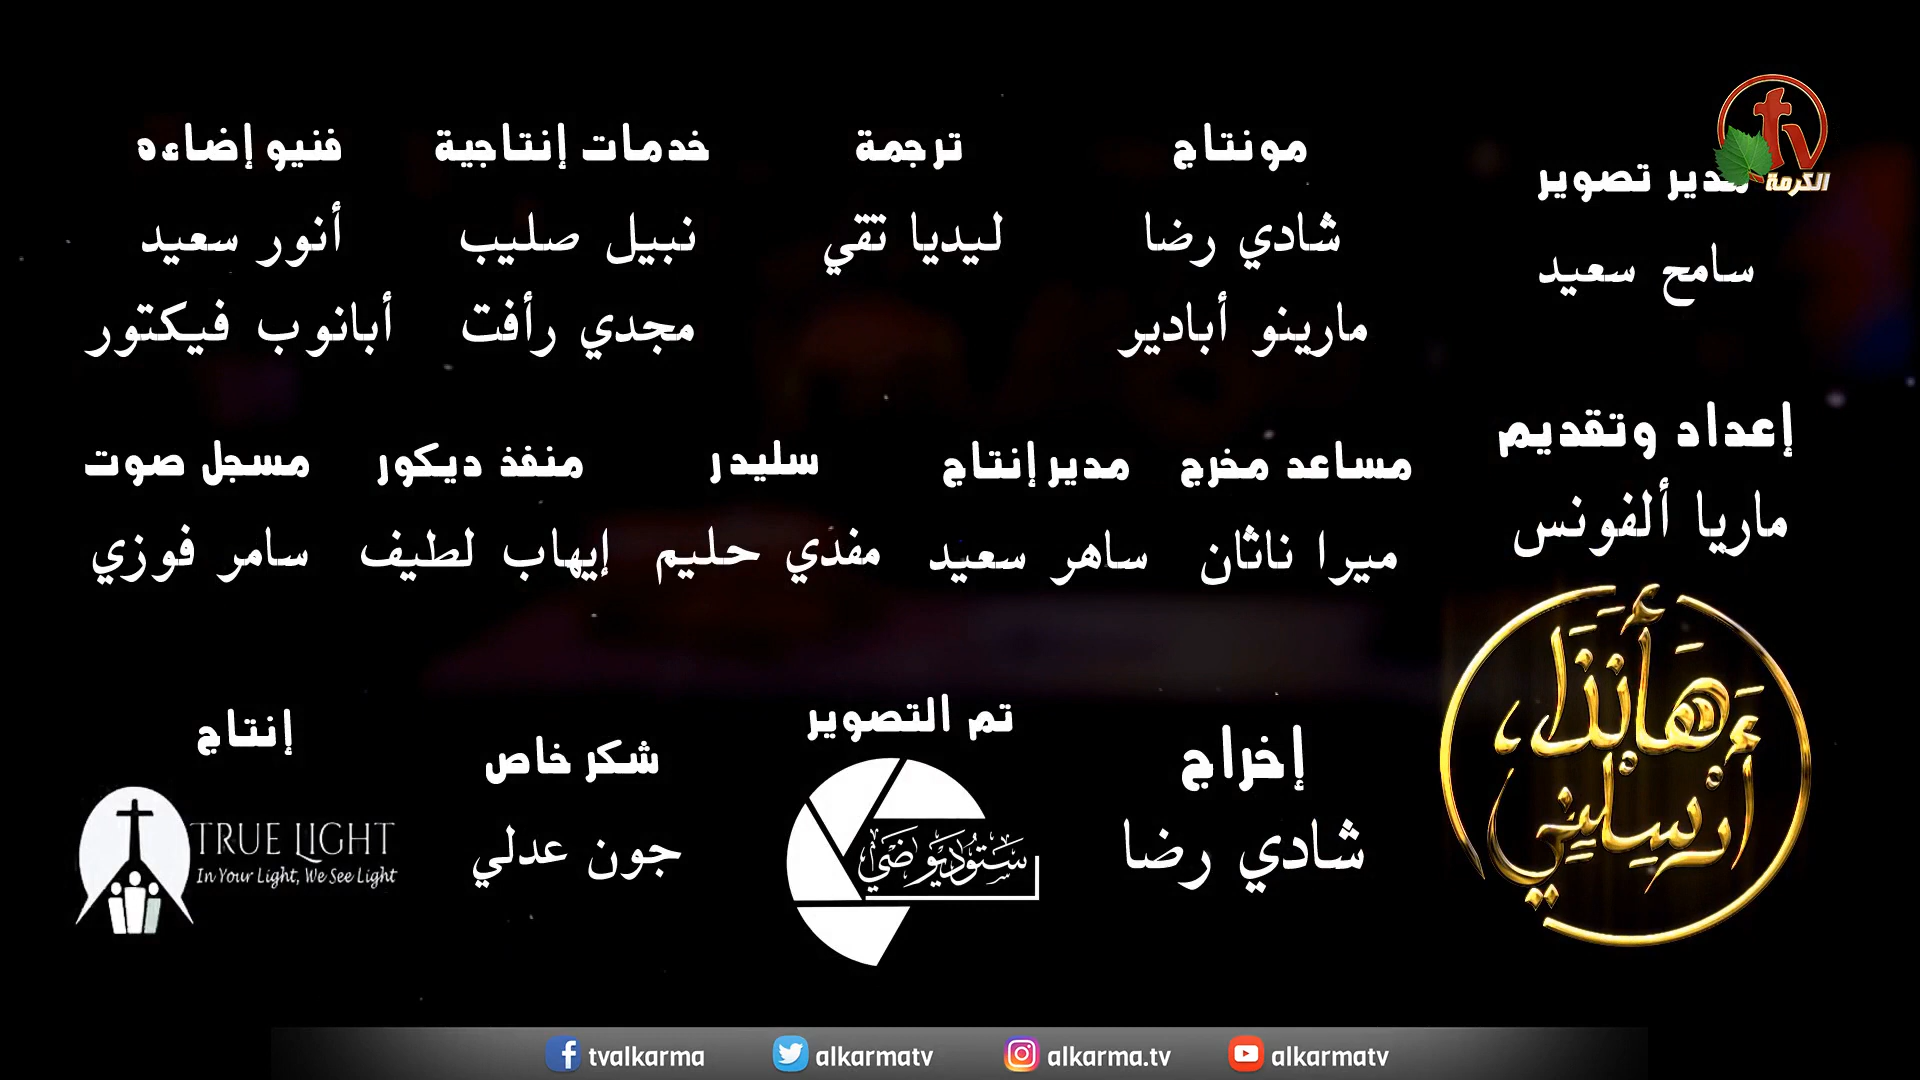 الكرمة
tv
مدير تصوير
سامح سعيد
مونتاج
شادي رضا
مارينو أبادير
ترجمة
ليديا تقي
خدمات إنتاجية
نبيل صليب
مجدي رأفت
فنيو إضاءه
أنور سعيد
أبانوب فيكتور
إعداد وتقديم
ماريا ألفونس
مساعد مخرج
ميرا ناثان
مدير إنتاج
ساهر سعيد
سليدر
مفدي حليم
منفذ ديكور
إيهاب لطيف
مسجل صوت
سامر فوزي
هَأَنَذَا،
أَرْسِلْنِي
إخراج
شادي رضا
تم التصوير
ستوديو ضي
شكر خاص
جون عدلي
إنتاج
TRUE LIGHT
In Your Light, We See Light
tvalkarma
alkarmatv
alkarma.tv
alkarmatv